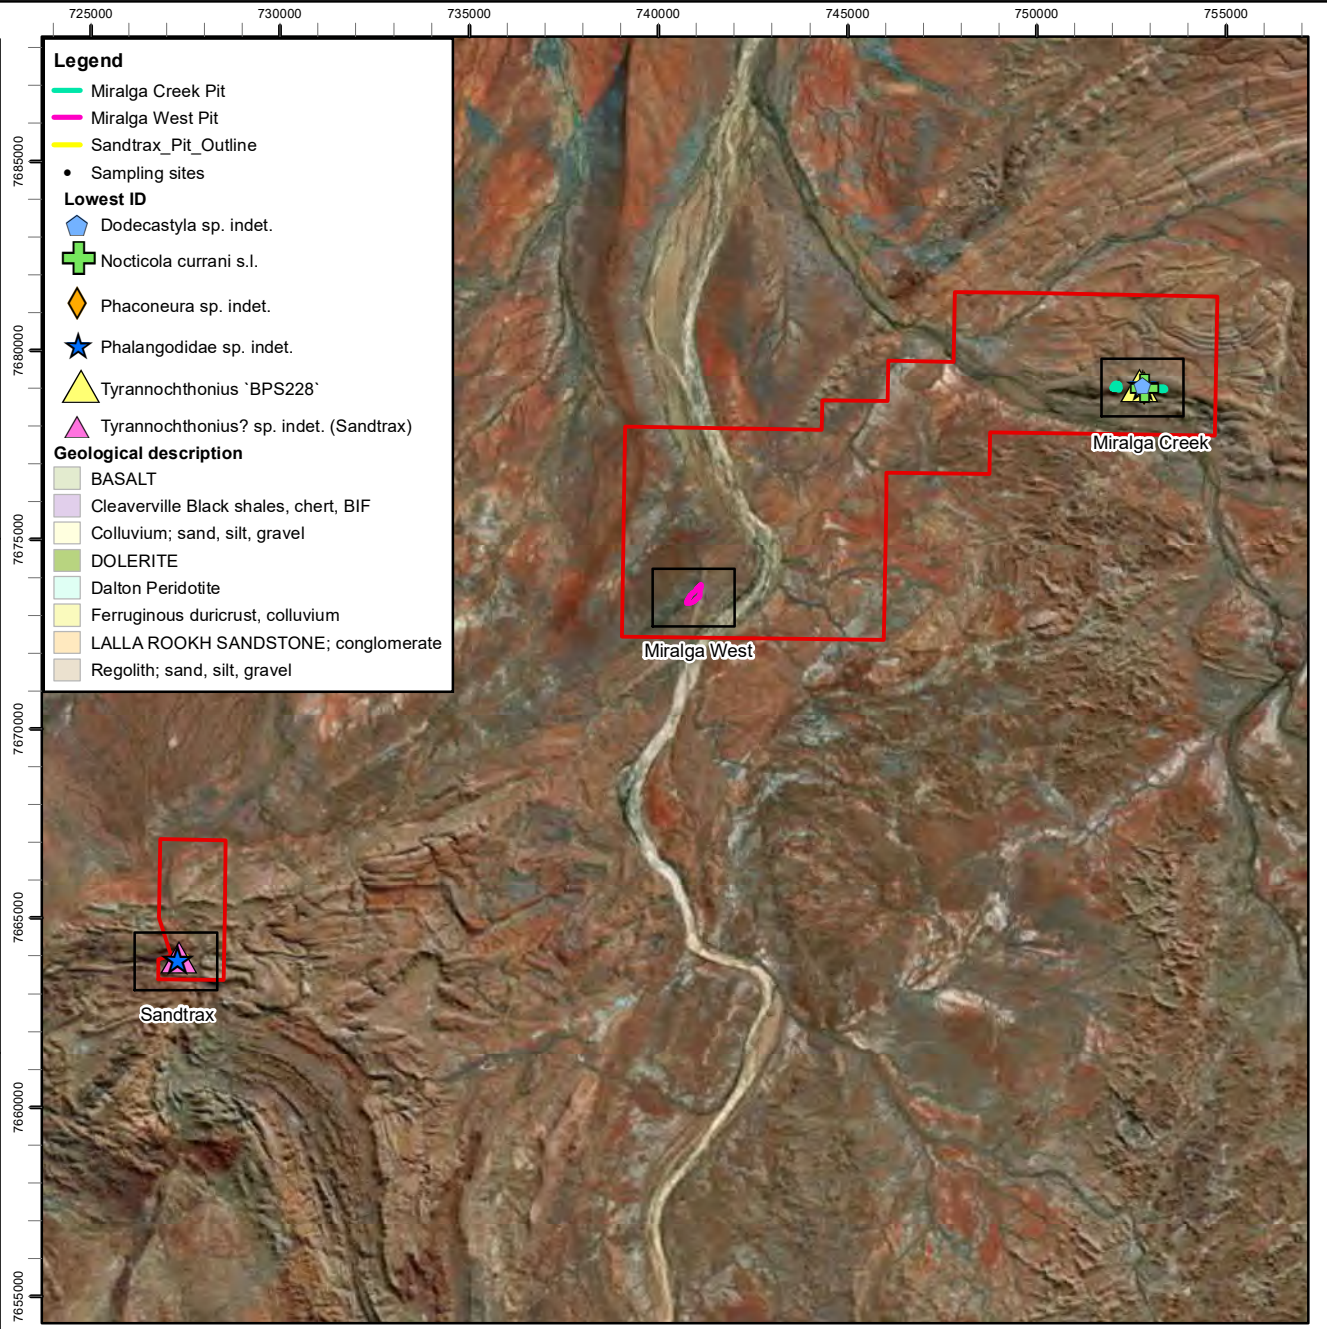 725000 730000 735000 740000 745000 750000 755000
Legend
Miralga Creek Pit
Miralga West Pit
Sandtrax_Pit_Outline
Sampling sites
Lowest ID
Dodecastyla sp. indet.
Nocticola currani s.l.
Phaconeura sp. indet.
Phalangodidae sp. indet.
Tyrannochthonius `BPS228`
Tyrannochthonius? sp. indet. (Sandtrax)
Geological description
BASALT
Cleaverville Black shales, chert, BIF
Colluvium; sand, silt, gravel
DOLERITE
Dalton Peridotite
Ferruginous duricrust, colluvium
LALLA ROOKH SANDSTONE; conglomerate
Regolith; sand, silt, gravel
7685000
7680000
7675000
7670000
7665000
7660000
7655000
Miralga Creek
Miralga West
Sandtrax